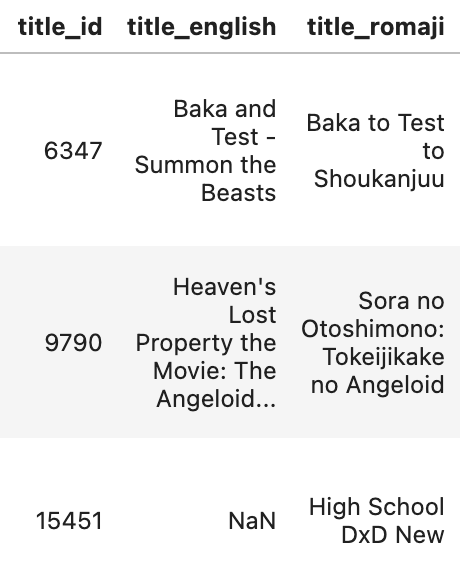 title_id title_english title_romaji
6347 Baka and Test - Summon the Beasts Baka to Test to Shoukanjuu
9790 Heaven's Lost Property the Movie: The Angeloid... Sora no Otoshimono: Tokeijikake no Angeloid
15451 NaN High School DxD New